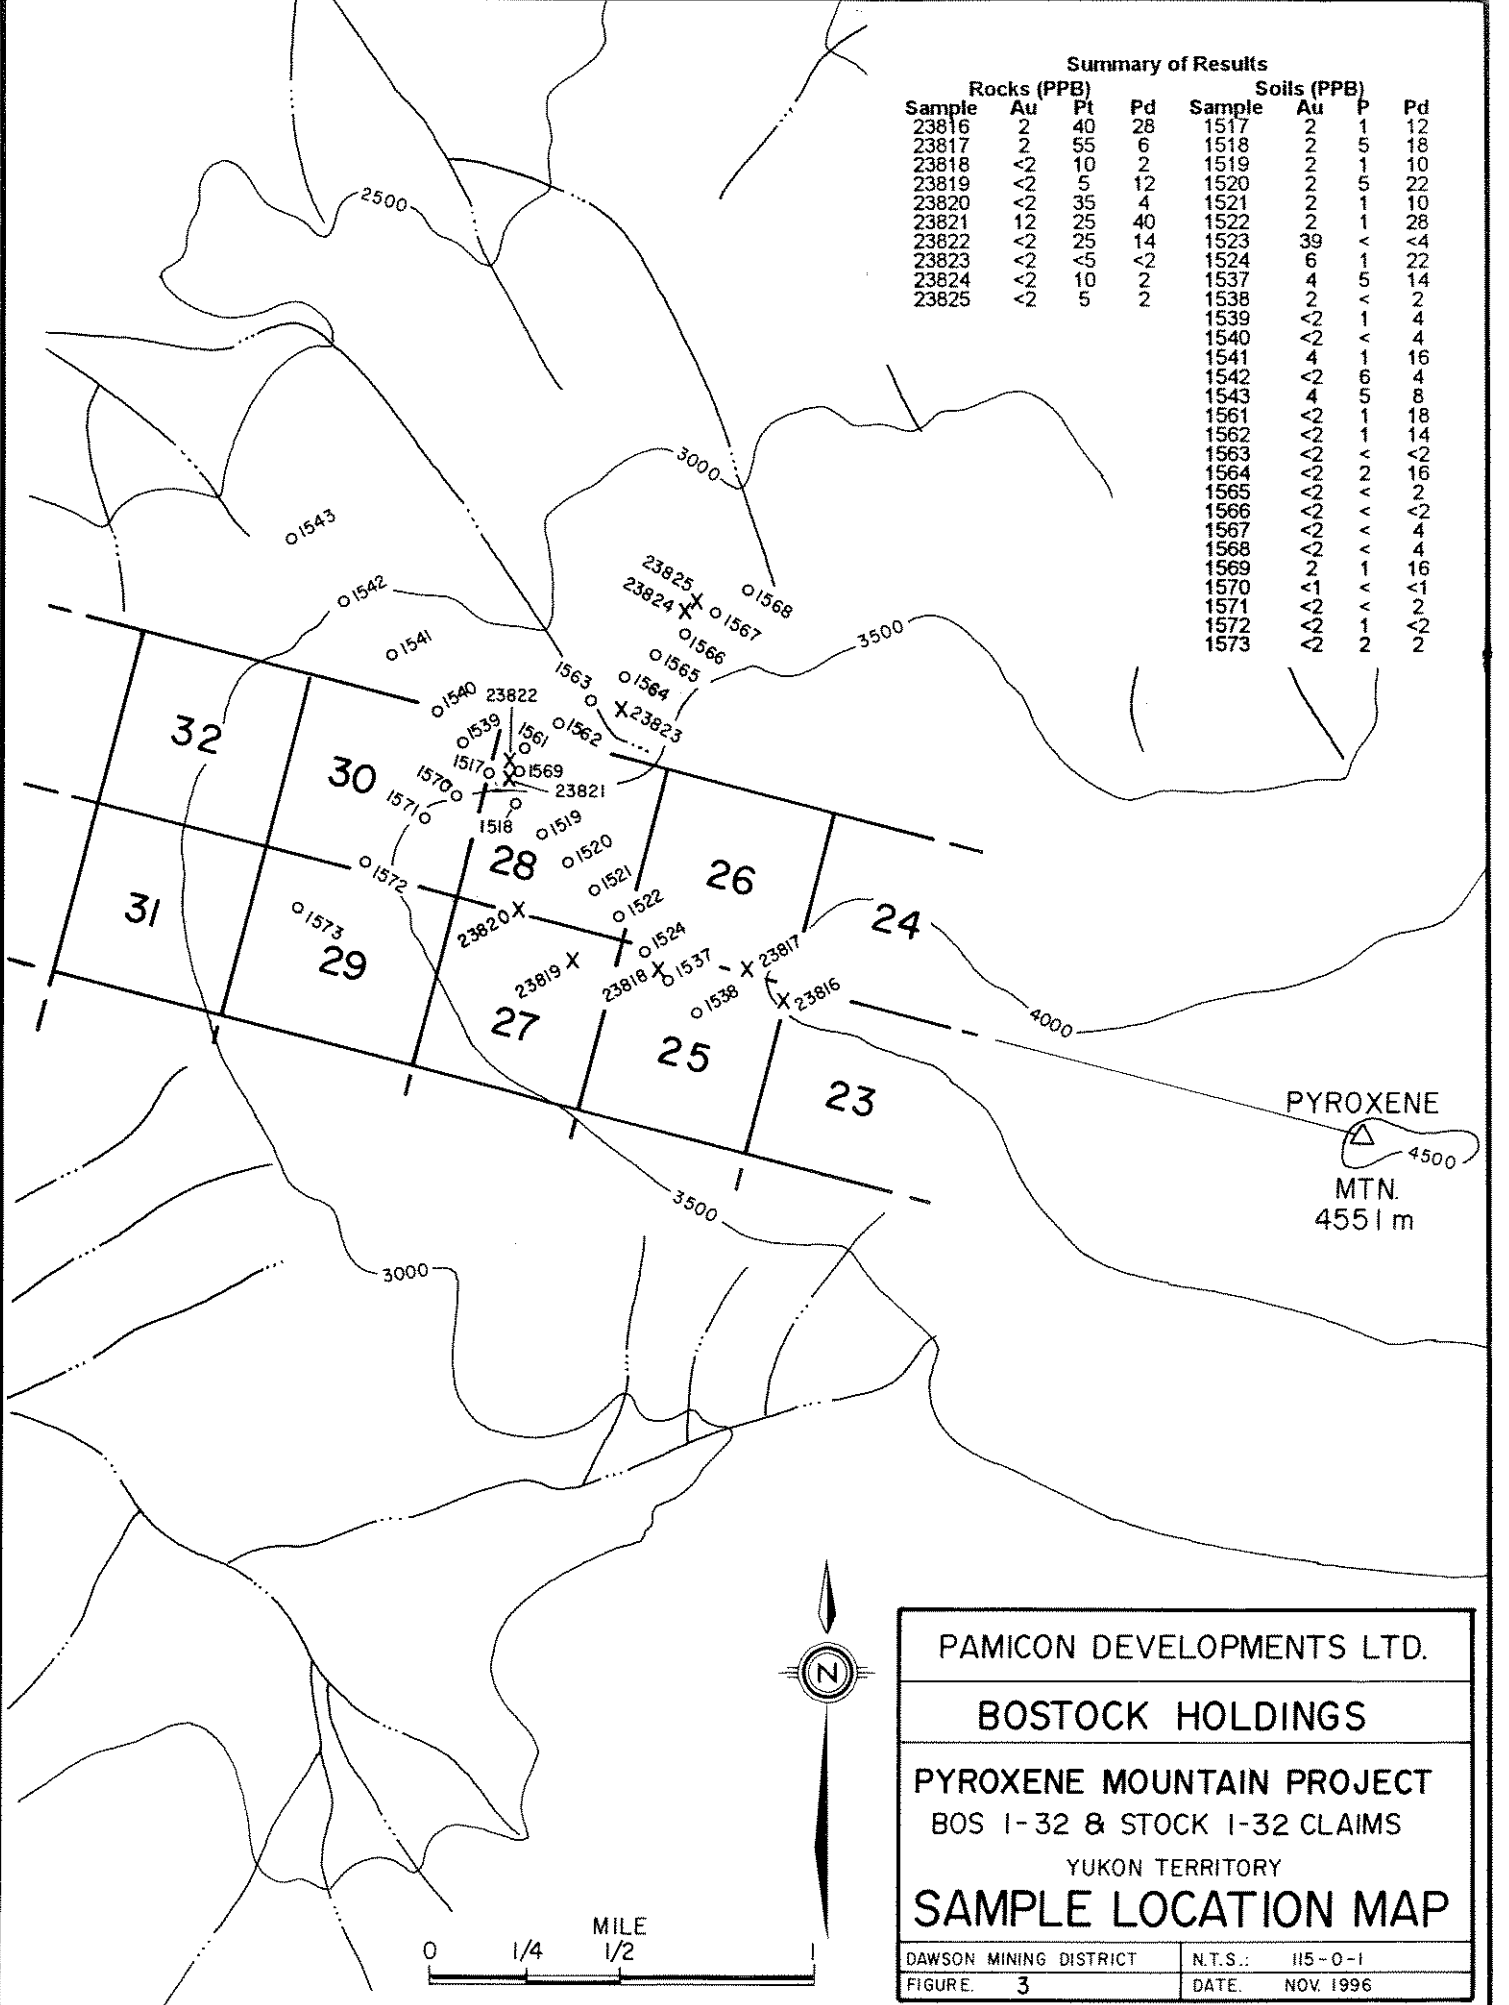 Summary of Results
Rocks (PPB) Soils (PPB)
Sample Au Pt Pd Sample Au P Pd
23816 2 40 28 1517 2 1 12
23817 2 55 6 1518 2 5 18
23818 <2 10 2 1519 2 1 10
23819 <2 5 12 1520 2 5 22
23820 <2 35 4 1521 2 1 10
23821 12 25 40 1522 2 1 28
23822 <2 25 14 1523 39 < <4
23823 <2 <5 <2 1524 6 1 22
23824 <2 10 2 1537 4 5 14
23825 <2 5 2 1538 2 < 2
1539 <2 1 4
1540 <2 < 4
1541 4 1 16
1542 <2 6 4
1543 4 5 8
1561 <2 1 18
1562 <2 1 14
1563 <2 < <2
1564 <2 2 16
1565 <2 < 2
1566 <2 < <2
1567 <2 < 4
1568 <2 < 4
1569 2 1 16
1570 <1 < <1
1571 <2 < 2
1572 <2 1 <2
1573 <2 2 2
2500
3000
1543
1542
23825
23824
1568
1567
1541
3500
1566
1565
1563
1564
1540
23822
23823
32
1539
1561
1562
30
1517
1569
1570
23821
1571
1518
1519
28
1520
26
1572
1521
31
1522
1573
23820
24
1524
29
23817
23819
23818
1537
1538
23816
27
4000
25
23
PYROXENE
4500
MTN.
4551m
3500
3000
N
MILE
0 1/4 1/2 1
PAMICON DEVELOPMENTS LTD.
BOSTOCK HOLDINGS
PYROXENE MOUNTAIN PROJECT
BOS 1-32 & STOCK 1-32 CLAIMS
YUKON TERRITORY
SAMPLE LOCATION MAP
DAWSON MINING DISTRICT N.T.S.: 115-0-1
FIGURE. 3 DATE. NOV. 1996